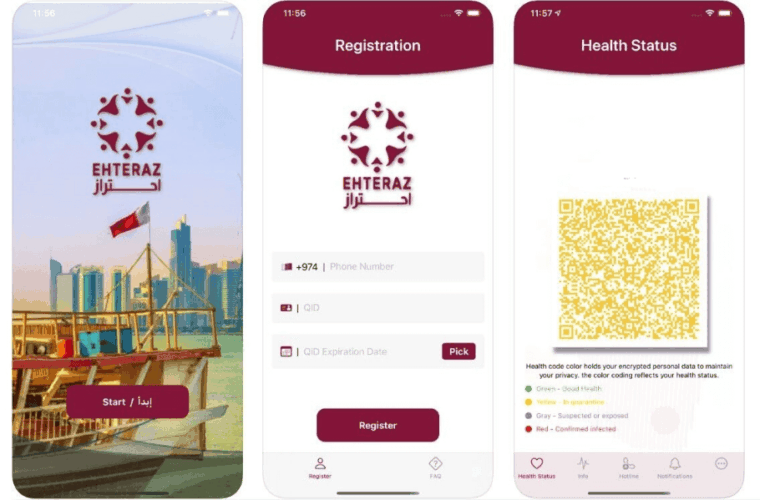 11:56
EHTERAZ
احتراز
Start / إبدأ
11:56
Registration
EHTERAZ
احتراز
+974 | Phone Number
| QID
| QID Expiration Date Pick
Register
Register FAQ
11:57
Health Status
Health code color holds your encrypted personal data to maintain
your privacy, the color coding reflects your health status.
Green - Good Health
Yellow - In quarantine
Gray - Suspected or exposed
Red - Confirmed infected
Health Status Hotline Notifications